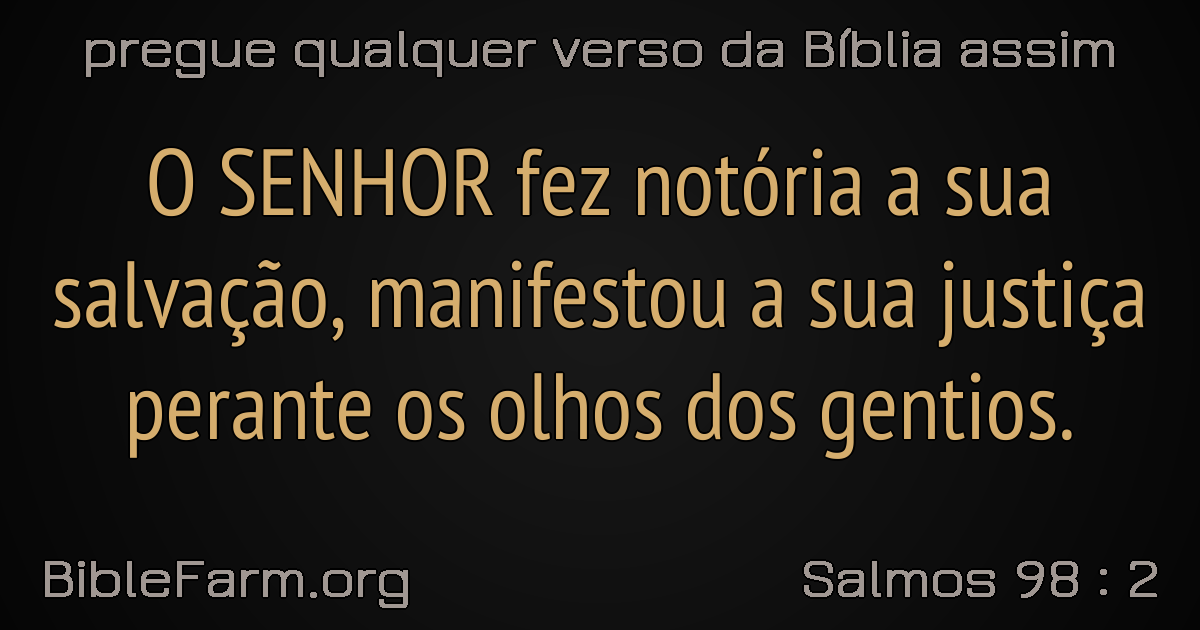 pregue qualquer verso da Bíblia assim
O SENHOR fez notória a sua
salvação, manifestou a sua justiça
perante os olhos dos gentios.
BibleFarm.org
Salmos 98 : 2